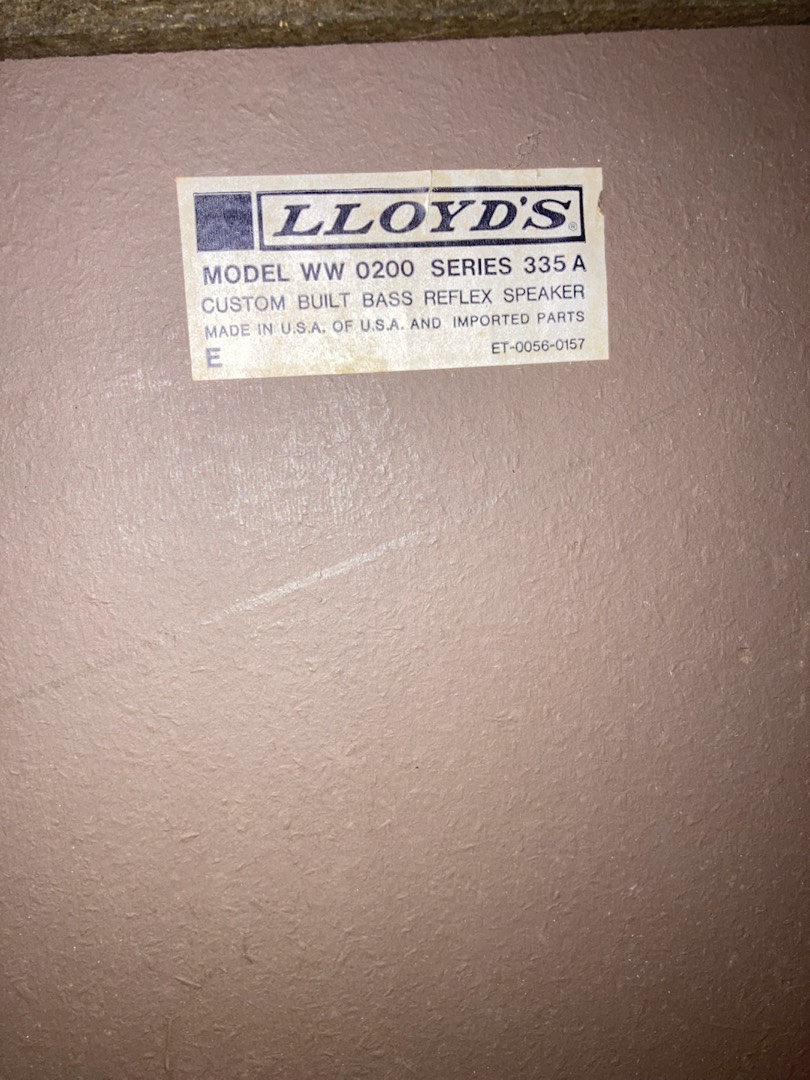 LLOYD'S®
MODEL WW 0200 SERIES 335 A
CUSTOM BUILT BASS REFLEX SPEAKER
MADE IN U.S.A. OF U.S.A. AND IMPORTED PARTS
E ET-0056-0157